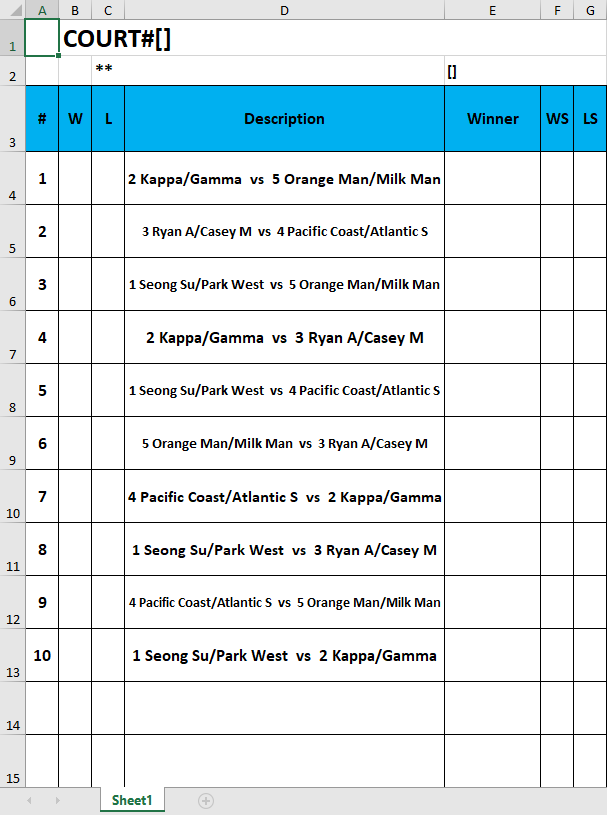 A B C D E F G
1 COURT#[]
2 ** []
3 # W L Description Winner WS LS
4 1 2 Kappa/Gamma vs 5 Orange Man/Milk Man
5 2 3 Ryan A/Casey M vs 4 Pacific Coast/Atlantic S
6 3 1 Seong Su/Park West vs 5 Orange Man/Milk Man
7 4 2 Kappa/Gamma vs 3 Ryan A/Casey M
8 5 1 Seong Su/Park West vs 4 Pacific Coast/Atlantic S
9 6 5 Orange Man/Milk Man vs 3 Ryan A/Casey M
10 7 4 Pacific Coast/Atlantic S vs 2 Kappa/Gamma
11 8 1 Seong Su/Park West vs 3 Ryan A/Casey M
12 9 4 Pacific Coast/Atlantic S vs 5 Orange Man/Milk Man
13 10 1 Seong Su/Park West vs 2 Kappa/Gamma
14
15
Sheet1